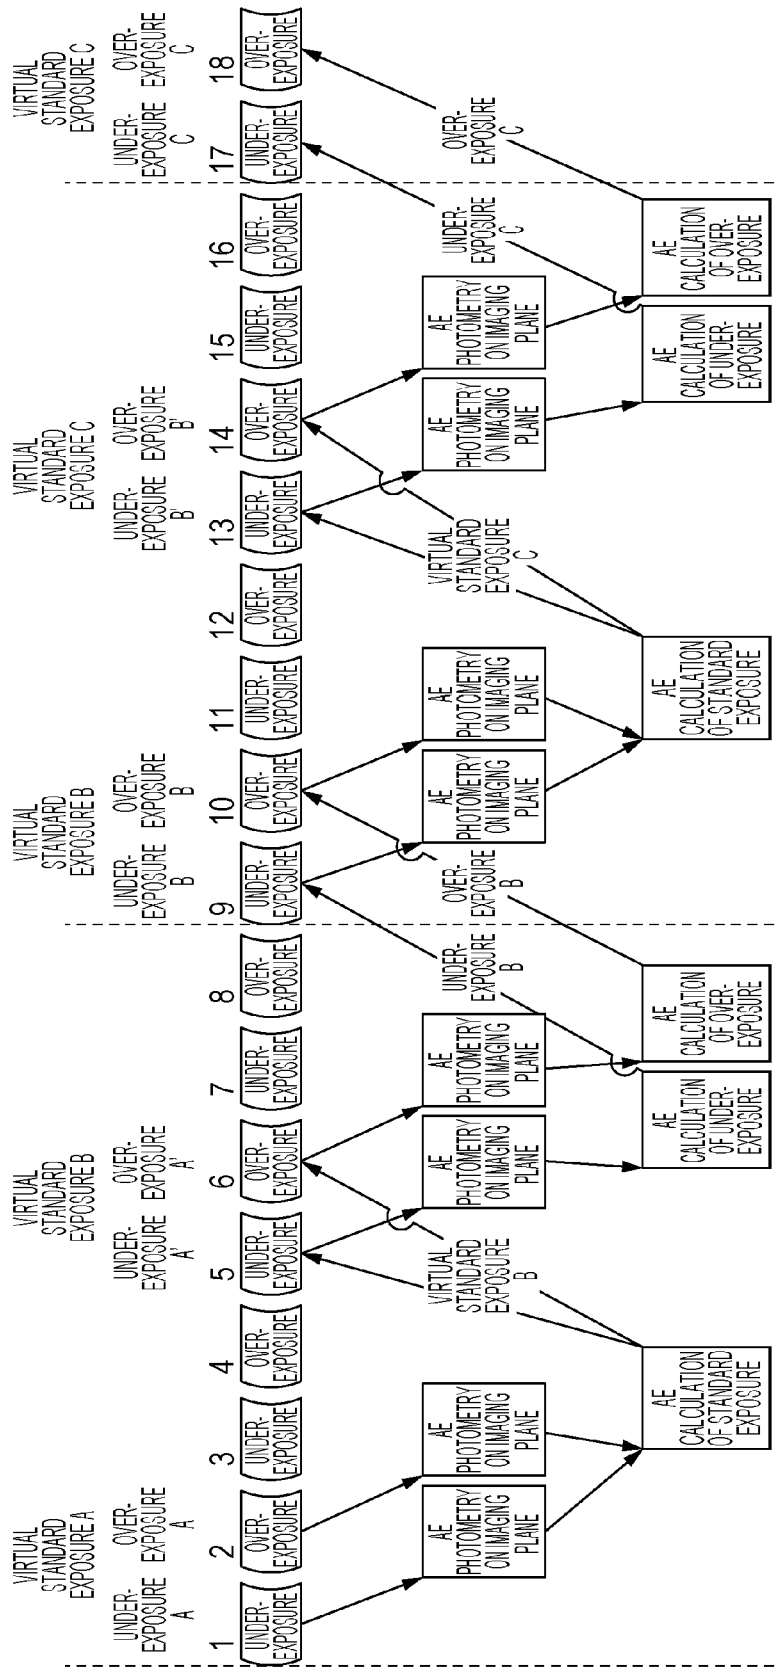 VIRTUAL
STANDARD
EXPOSURE A
VIRTUAL
STANDARD
EXPOSURE B
VIRTUAL
STANDARD
EXPOSURE B
VIRTUAL
STANDARD
EXPOSURE C
VIRTUAL
STANDARD
EXPOSURE C
UNDER-
EXPOSURE
A
OVER-
EXPOSURE
A
UNDER-
EXPOSURE
A'
OVER-
EXPOSURE
A'
UNDER-
EXPOSURE
B
OVER-
EXPOSURE
B
UNDER-
EXPOSURE
B'
OVER-
EXPOSURE
B'
UNDER-
EXPOSURE
C
OVER-
EXPOSURE
C
1
2
3
4
5
6
7
8
9
10
11
12
13
14
15
16
17
18
UNDER-
EXPOSURE
OVER-
EXPOSURE
UNDER-
EXPOSURE
OVER-
EXPOSURE
UNDER-
EXPOSURE
OVER-
EXPOSURE
UNDER-
EXPOSURE
OVER-
EXPOSURE
UNDER-
EXPOSURE
OVER-
EXPOSURE
UNDER-
EXPOSURE
OVER-
EXPOSURE
UNDER-
EXPOSURE
OVER-
EXPOSURE
UNDER-
EXPOSURE
OVER-
EXPOSURE
UNDER-
EXPOSURE
OVER-
EXPOSURE
AE
PHOTOMETRY
ON IMAGING
PLANE
AE
PHOTOMETRY
ON IMAGING
PLANE
VIRTUAL
STANDARD
EXPOSURE
B
AE
PHOTOMETRY
ON IMAGING
PLANE
AE
PHOTOMETRY
ON IMAGING
PLANE
UNDER-
EXPOSURE
B
OVER-
EXPOSURE
B
AE
PHOTOMETRY
ON IMAGING
PLANE
AE
PHOTOMETRY
ON IMAGING
PLANE
VIRTUAL
STANDARD
EXPOSURE
C
AE
PHOTOMETRY
ON IMAGING
PLANE
AE
PHOTOMETRY
ON IMAGING
PLANE
UNDER-
EXPOSURE
C
OVER-
EXPOSURE
C
AE
CALCULATION
OF STANDARD
EXPOSURE
AE
CALCULATION
OF UNDER-
EXPOSURE
AE
CALCULATION
OF OVER-
EXPOSURE
AE
CALCULATION
OF STANDARD
EXPOSURE
AE
CALCULATION
OF UNDER-
EXPOSURE
AE
CALCULATION
OF OVER-
EXPOSURE